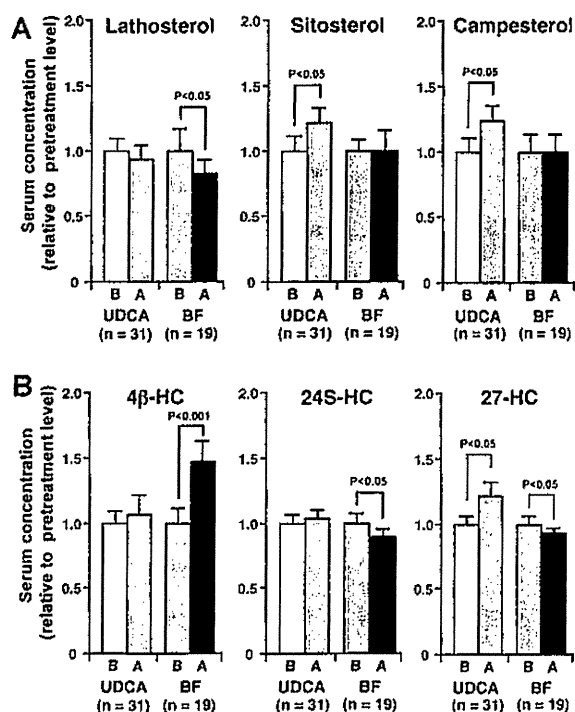 A
Lathosterol Sitosterol Campesterol
Serum concentration
(relative to pretreatment level)
2.0 2.0 2.0
1.5 1.5 1.5
1.0 1.0 1.0
0.5 0.5 0.5
0 0 0
P<0.05 P<0.05 P<0.05
B A B A B A B A B A B A
UDCA BF UDCA BF UDCA BF
(n = 31) (n = 19) (n = 31) (n = 19) (n = 31) (n = 19)
B
4β-HC 24S-HC 27-HC
Serum concentration
(relative to pretreatment level)
2.0 2.0 2.0
1.5 1.5 1.5
1.0 1.0 1.0
0.5 0.5 0.5
0 0 0
P<0.001 P<0.05 P<0.05 P<0.05
B A B A B A B A B A B A
UDCA BF UDCA BF UDCA BF
(n = 31) (n = 19) (n = 31) (n = 19) (n = 31) (n = 19)